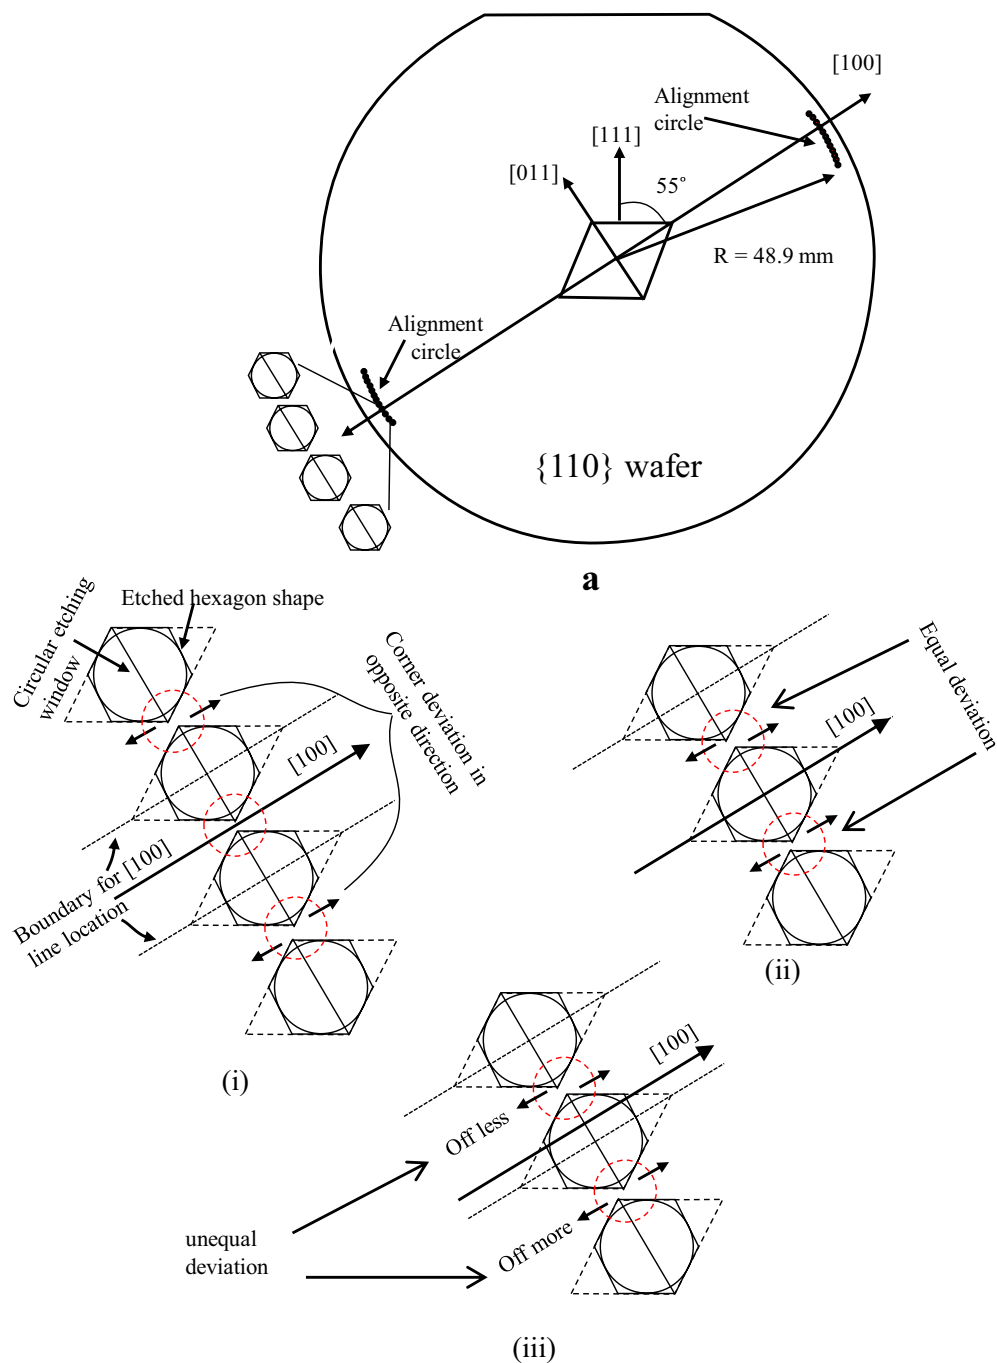 [100]
Alignment
circle
[111]
[011]
55°
R = 48.9 mm
Alignment
circle
{110} wafer
a
Etched hexagon shape
Circular etching
window
Corner deviation in
opposite direction
[100]
Boundary for [100]
line location
(i)
Equal deviation
[100]
(ii)
[100]
Off less
Off more
unequal
deviation
(iii)